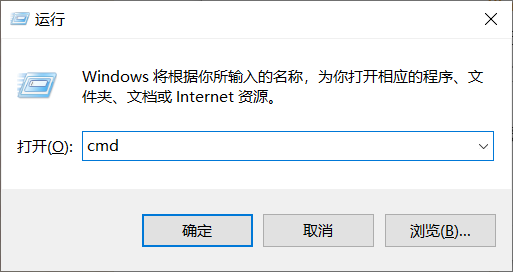 运行
Windows 将根据你所输入的名称，为你打开相应的程序、文
件夹、文档或 Internet 资源。
打开(O): cmd
确定 取消 浏览(B)...